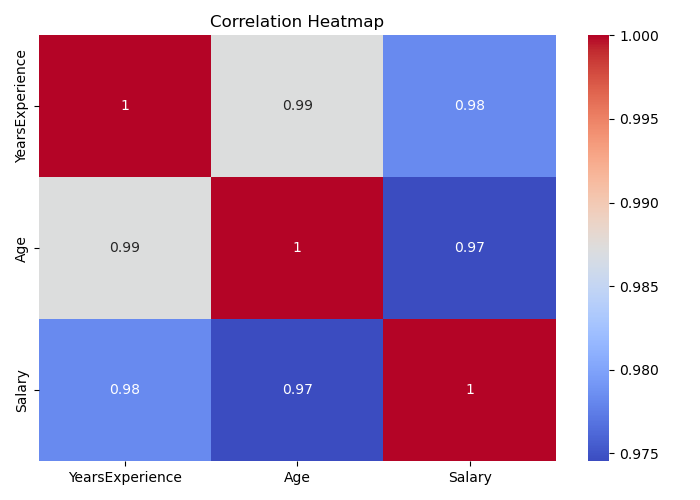 Correlation Heatmap
YearsExperience
Age
Salary
1
0.99
0.98
0.99
1
0.97
0.98
0.97
1
YearsExperience
Age
Salary
1.000
0.995
0.990
0.985
0.980
0.975